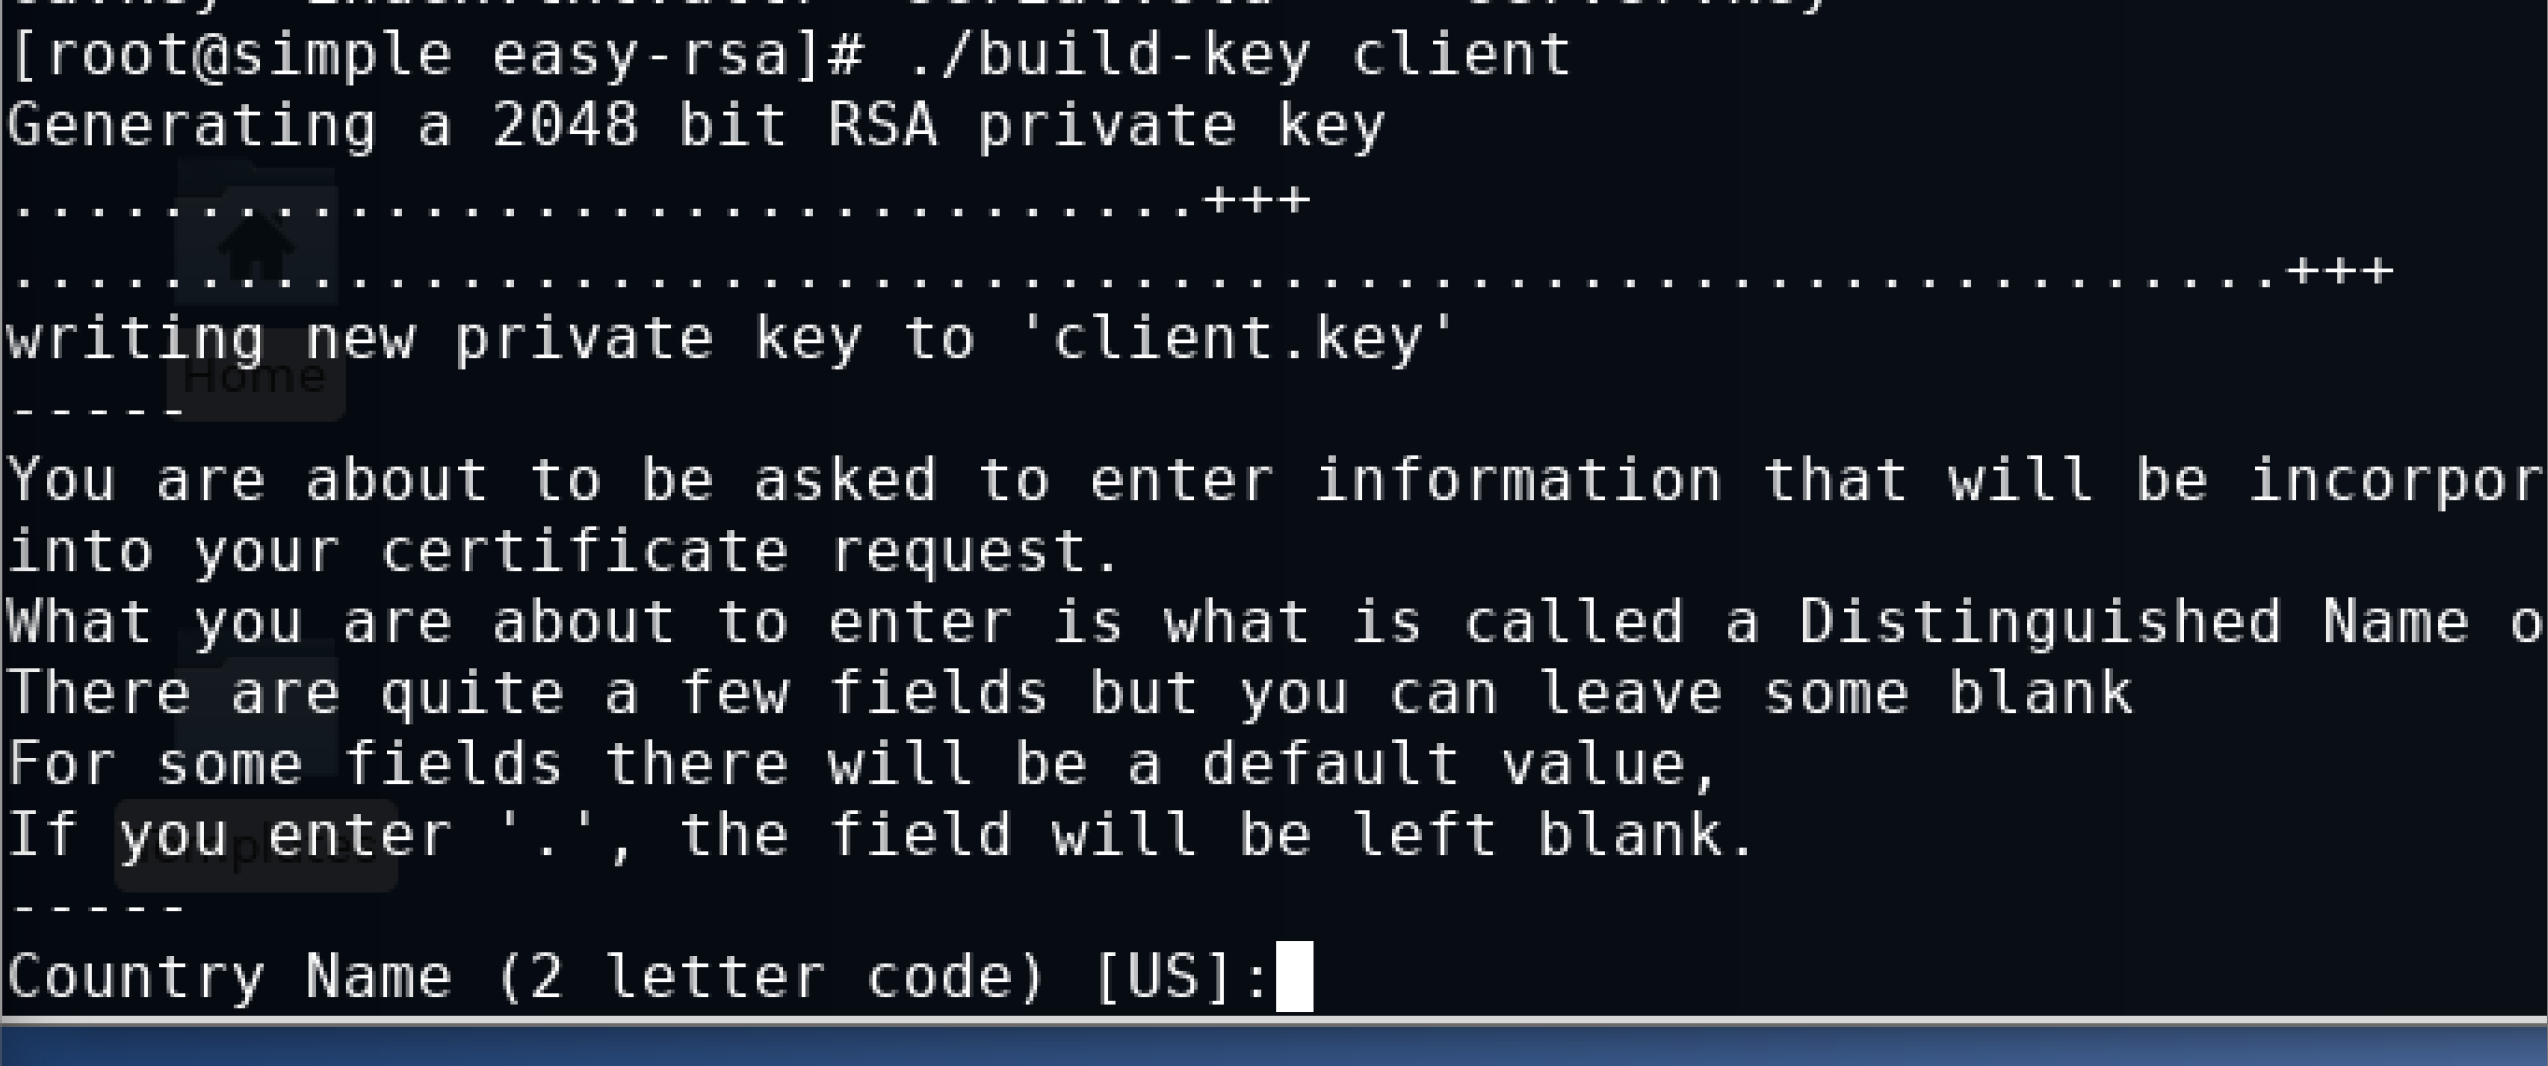 [root@simple easy-rsa]# ./build-key client
Generating a 2048 bit RSA private key
................................+++
.............................................................+++
writing new private key to 'client.key'
Home
-----
You are about to be asked to enter information that will be incorpor
into your certificate request.
What you are about to enter is what is called a Distinguished Name o
There are quite a few fields but you can leave some blank
For some fields there will be a default value,
If you enter '.', the field will be left blank.
-----
Country Name (2 letter code) [US]: